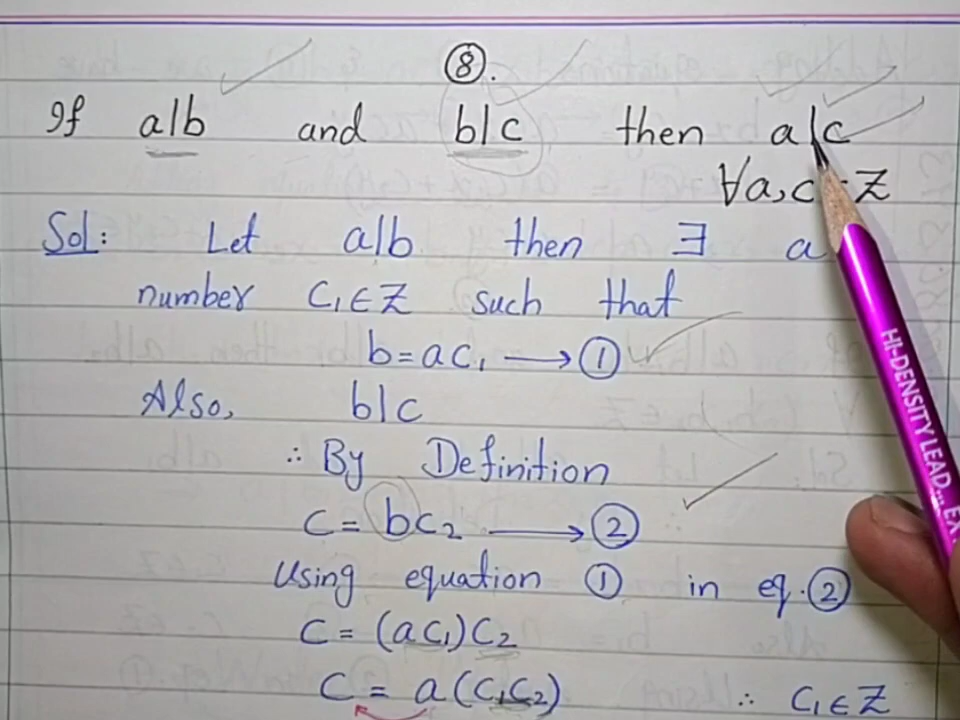 ⑧.
If a|b and b|c then a|c
∀a,c Z
Sol: Let a|b then ∃ a
number C₁∈Z such that
b=ac₁ ⟶ ①
Also, b|c
∴ By Definition
c = bc₂ ⟶ ②
Using equation ① in eq.②
c = (ac₁)c₂
c = a(c₁c₂) ∴ c₁∈Z
HI-DENSITY LEAD... EX